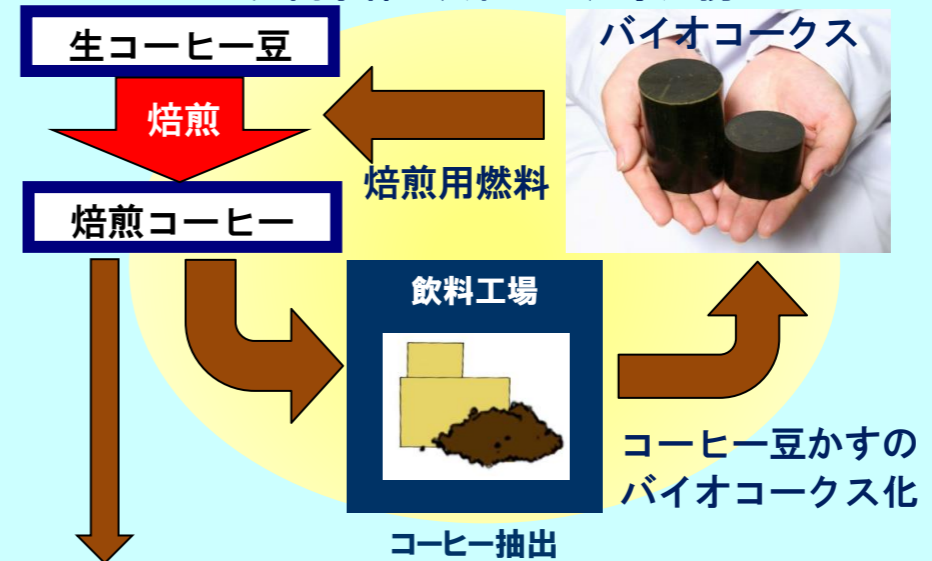 生コーヒー豆
バイオコークス
焙煎
焙煎用燃料
焙煎コーヒー
飲料工場
コーヒー豆かすの
バイオコークス化
コーヒー抽出